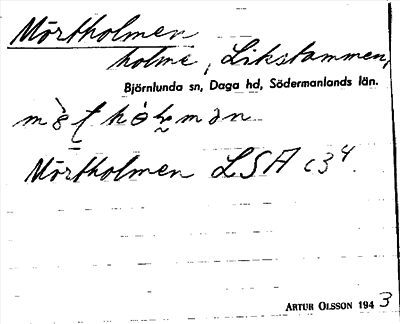 Mörtholmen
holme, Likstammen,
Björnlunda sn, Daga hd, Södermanlands län.
Mörtholmen LSA c34.
ARTUR OLSSON 1943